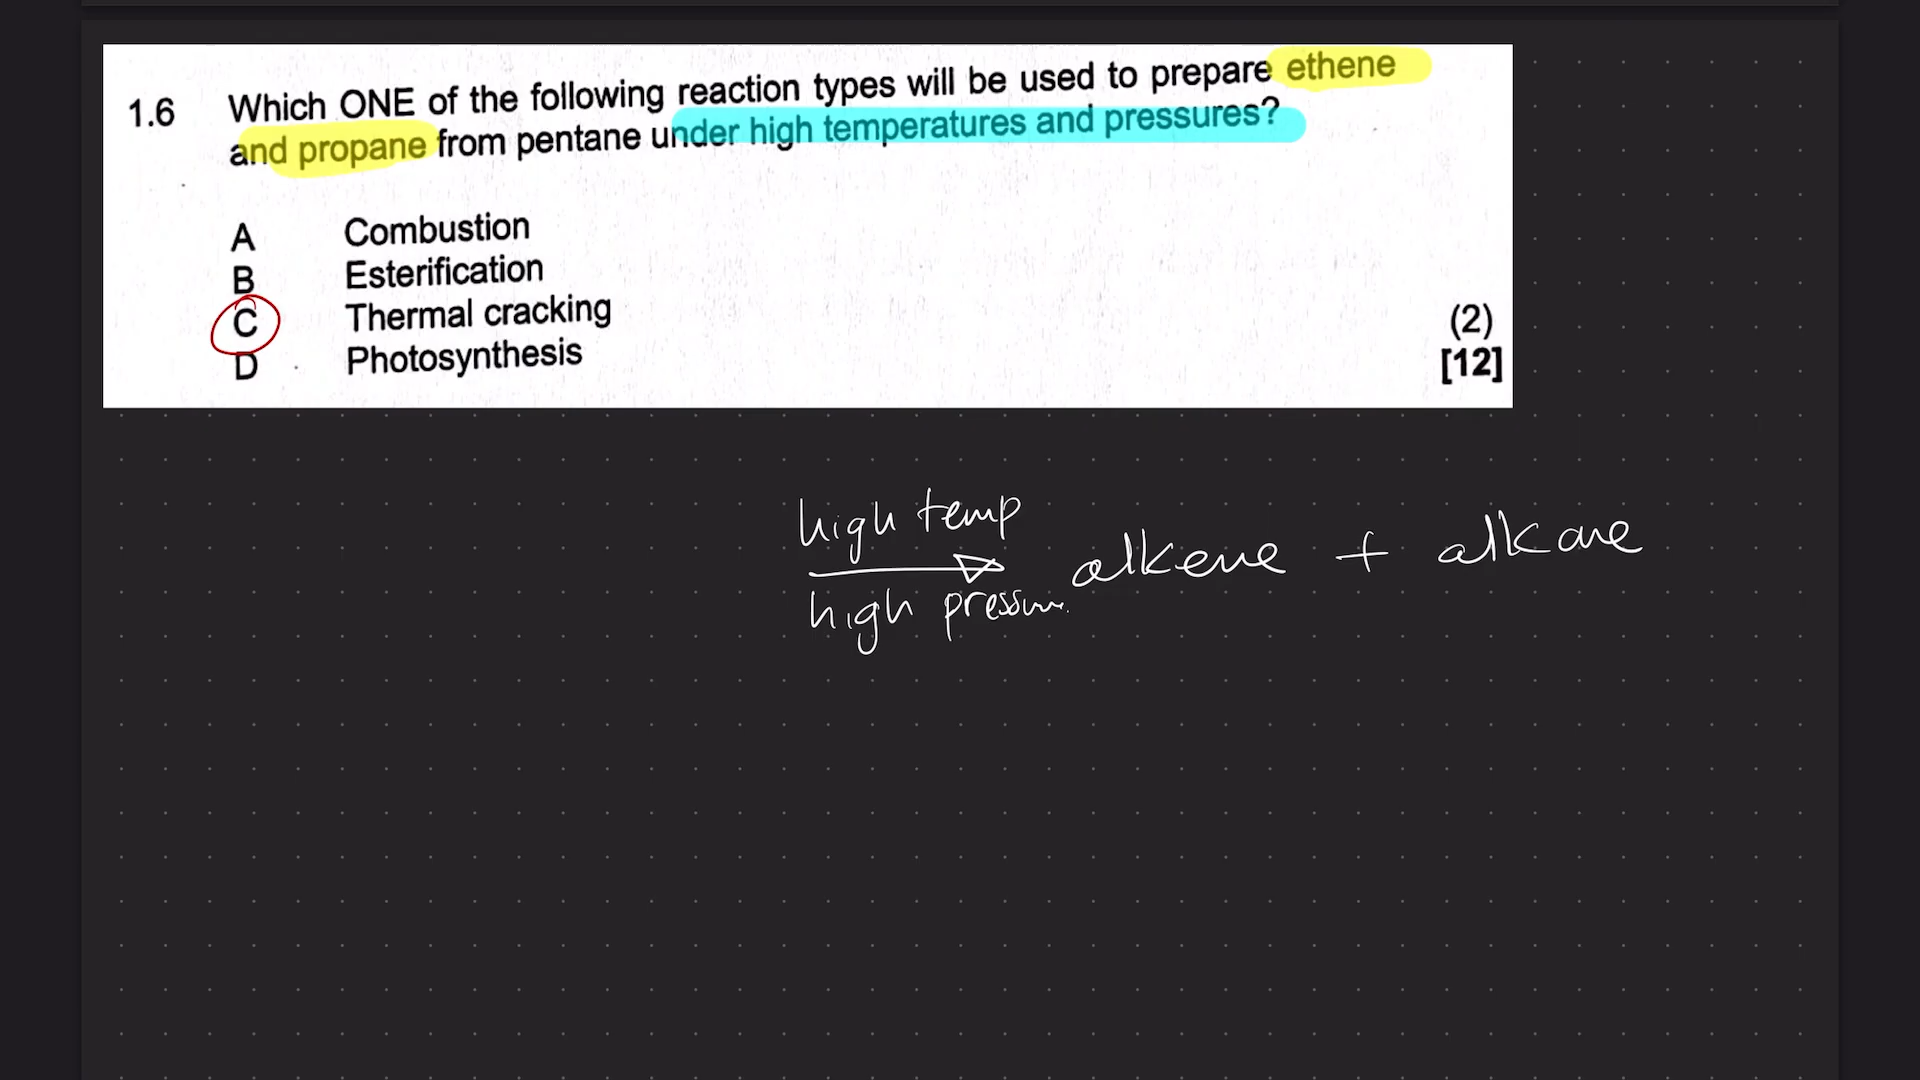 1.6 Which ONE of the following reaction types will be used to prepare ethene
and propane from pentane under high temperatures and pressures?
A Combustion
B Esterification
C Thermal cracking
(2)
D Photosynthesis
[12]
high temp
alkene + alkane
high pressure